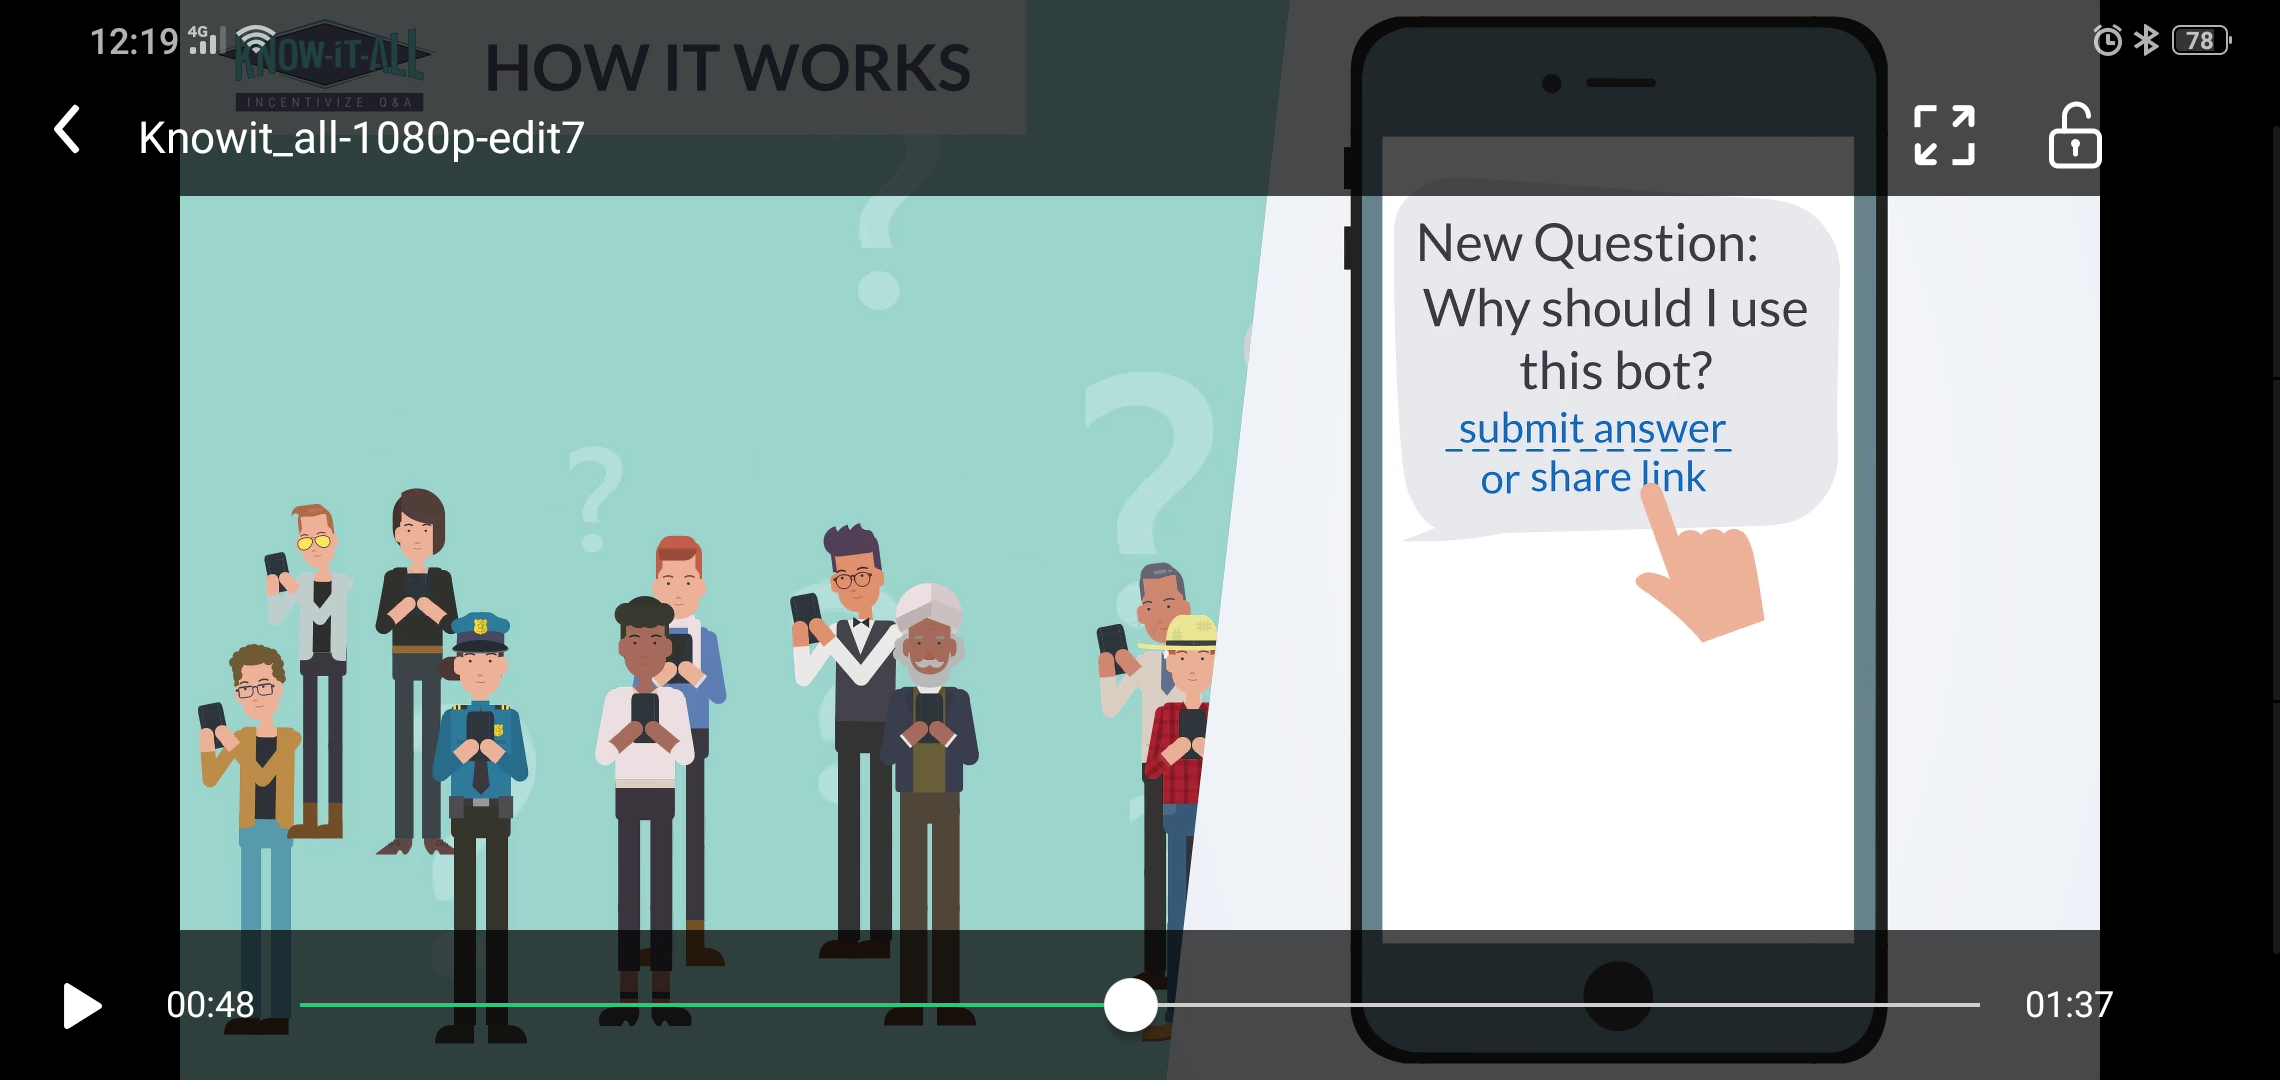 12:19 4G 78
KNOW-iT-ALL
INCENTIVIZE Q&A
HOW IT WORKS
Knowit_all-1080p-edit7
New Question:
Why should I use
this bot?
submit answer
or share link
00:48 01:37